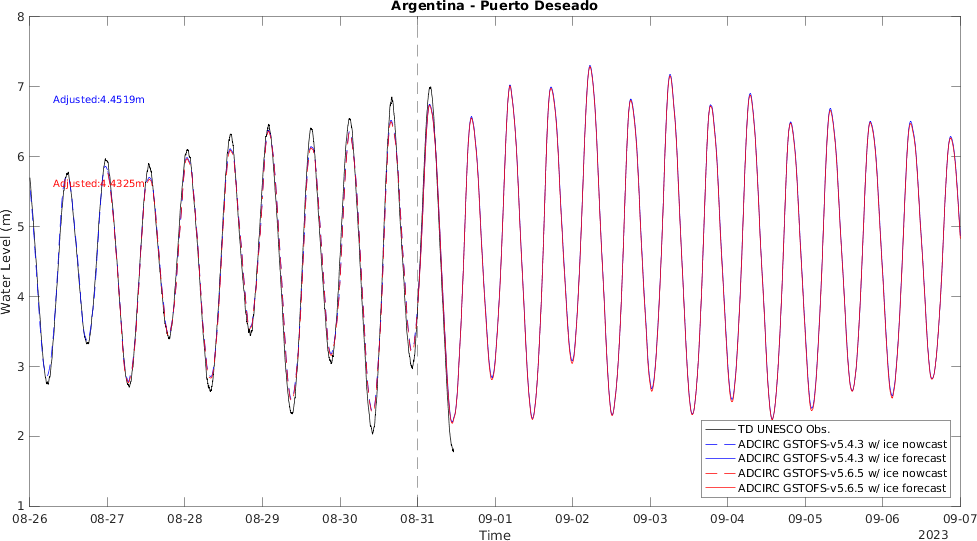 Argentina - Puerto Deseado
8
7
6
5
4
3
2
1
Water Level (m)
Adjusted:4.4519m
Adjusted:4.4325m
TD UNESCO Obs.
ADCIRC GSTOFS-v5.4.3 w/ ice nowcast
ADCIRC GSTOFS-v5.4.3 w/ ice forecast
ADCIRC GSTOFS-v5.6.5 w/ ice nowcast
ADCIRC GSTOFS-v5.6.5 w/ ice forecast
08-26 08-27 08-28 08-29 08-30 08-31 09-01 09-02 09-03 09-04 09-05 09-06 09-07
Time
2023